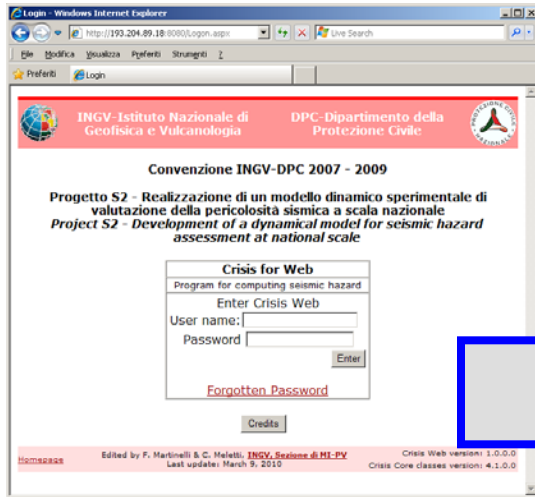 Login - Windows Internet Explorer
http://193.204.89.18:8080/Logon.aspx
Live Search
File Modifica Visualizza Preferiti Strumenti ?
Preferiti Login
INGV-Istituto Nazionale di Geofisica e Vulcanologia
DPC-Dipartimento della Protezione Civile
Convenzione INGV-DPC 2007 - 2009
Progetto S2 - Realizzazione di un modello dinamico sperimentale di
valutazione della pericolosità sismica a scala nazionale
Project S2 - Development of a dynamical model for seismic hazard
assessment at national scale
Crisis for Web
Program for computing seismic hazard
Enter Crisis Web
User name:
Password
Enter
Forgotten Password
Credits
Homepage
Edited by F. Martinelli & C. Meletti, INGV, Sezione di MI-PV
Last update: March 9, 2010
Crisis Web version: 1.0.0.0
Crisis Core classes version: 4.1.0.0